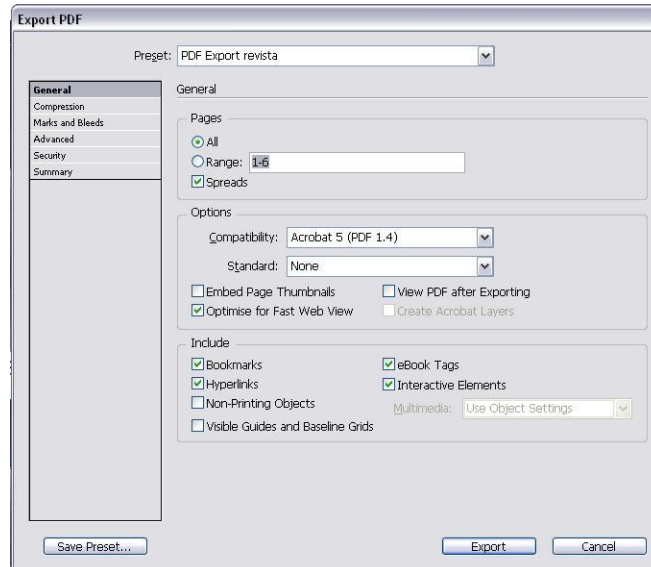 Export PDF
Preset: PDF Export revista
General
Compression
Marks and Bleeds
Advanced
Security
Summary
General
Pages
All
Range: 1-6
Spreads
Options
Compatibility: Acrobat 5 (PDF 1.4)
Standard: None
Embed Page Thumbnails View PDF after Exporting
Optimise for Fast Web View Create Acrobat Layers
Include
Bookmarks eBook Tags
Hyperlinks Interactive Elements
Non-Printing Objects Multimedia: Use Object Settings
Visible Guides and Baseline Grids
Save Preset... Export Cancel